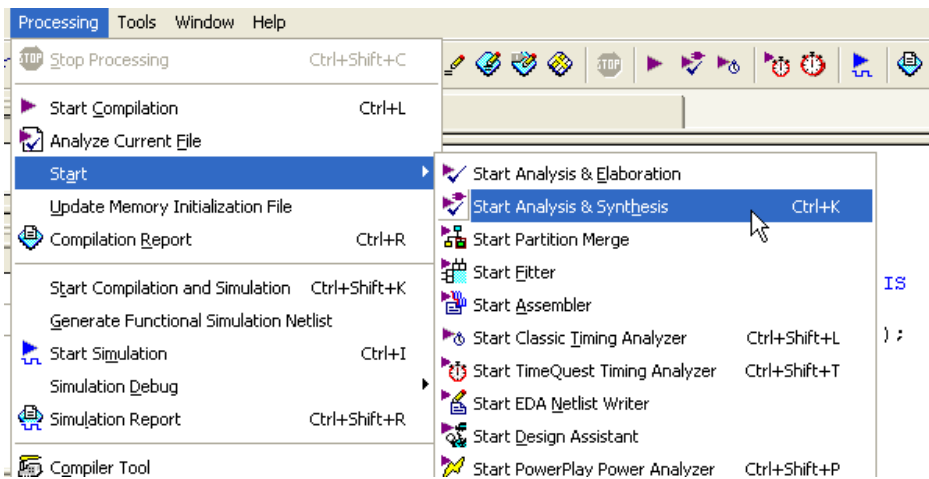 Processing Tools Window Help
Stop Processing Ctrl+Shift+C
Start Compilation Ctrl+L
Analyze Current File
Start
Update Memory Initialization File
Compilation Report Ctrl+R
Start Compilation and Simulation Ctrl+Shift+K
Generate Functional Simulation Netlist
Start Simulation Ctrl+I
Simulation Debug
Simulation Report Ctrl+Shift+R
Compiler Tool
STOP
Start Analysis & Elaboration
Start Analysis & Synthesis Ctrl+K
Start Partition Merge
Start Fitter
Start Assembler
Start Classic Timing Analyzer Ctrl+Shift+L
Start TimeQuest Timing Analyzer Ctrl+Shift+T
Start EDA Netlist Writer
Start Design Assistant
Start PowerPlay Power Analyzer Ctrl+Shift+P
IS
);